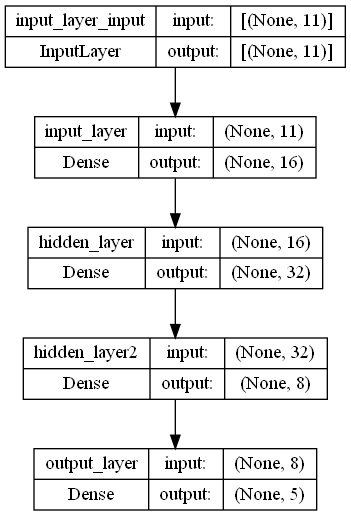 input_layer_input input: [(None, 11)]
InputLayer output: [(None, 11)]
input_layer input: (None, 11)
Dense output: (None, 16)
hidden_layer input: (None, 16)
Dense output: (None, 32)
hidden_layer2 input: (None, 32)
Dense output: (None, 8)
output_layer input: (None, 8)
Dense output: (None, 5)